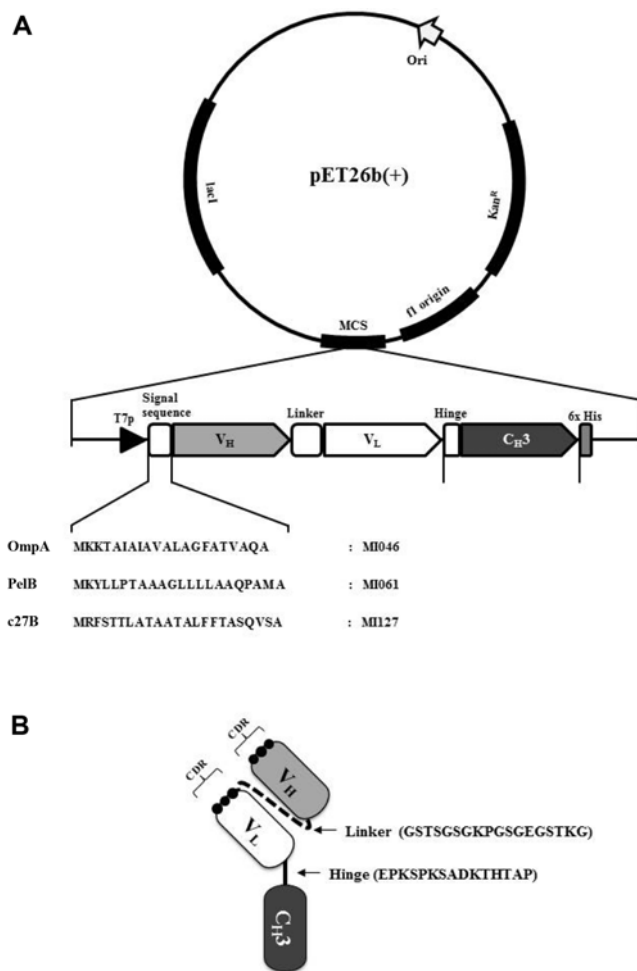 A
Ori
pET26b(+)
lacI
KanR
f1 origin
MCS
T7p
Signal
sequence
VH
Linker
VL
Hinge
CH3
6x His
OmpA MKKTAIAIAVALAGFATVAQA : MI046
PelB MKYLLPTAAAGLLLLAAQPAMA : MI061
c27B MRFSTTLATAATALFFTASQVSA : MI127
B
CDR
CDR
VH
VL
Linker (GSTSGSGKPGSGEGSTKG)
Hinge (EPKSPKSADKTHTAP)
CH3